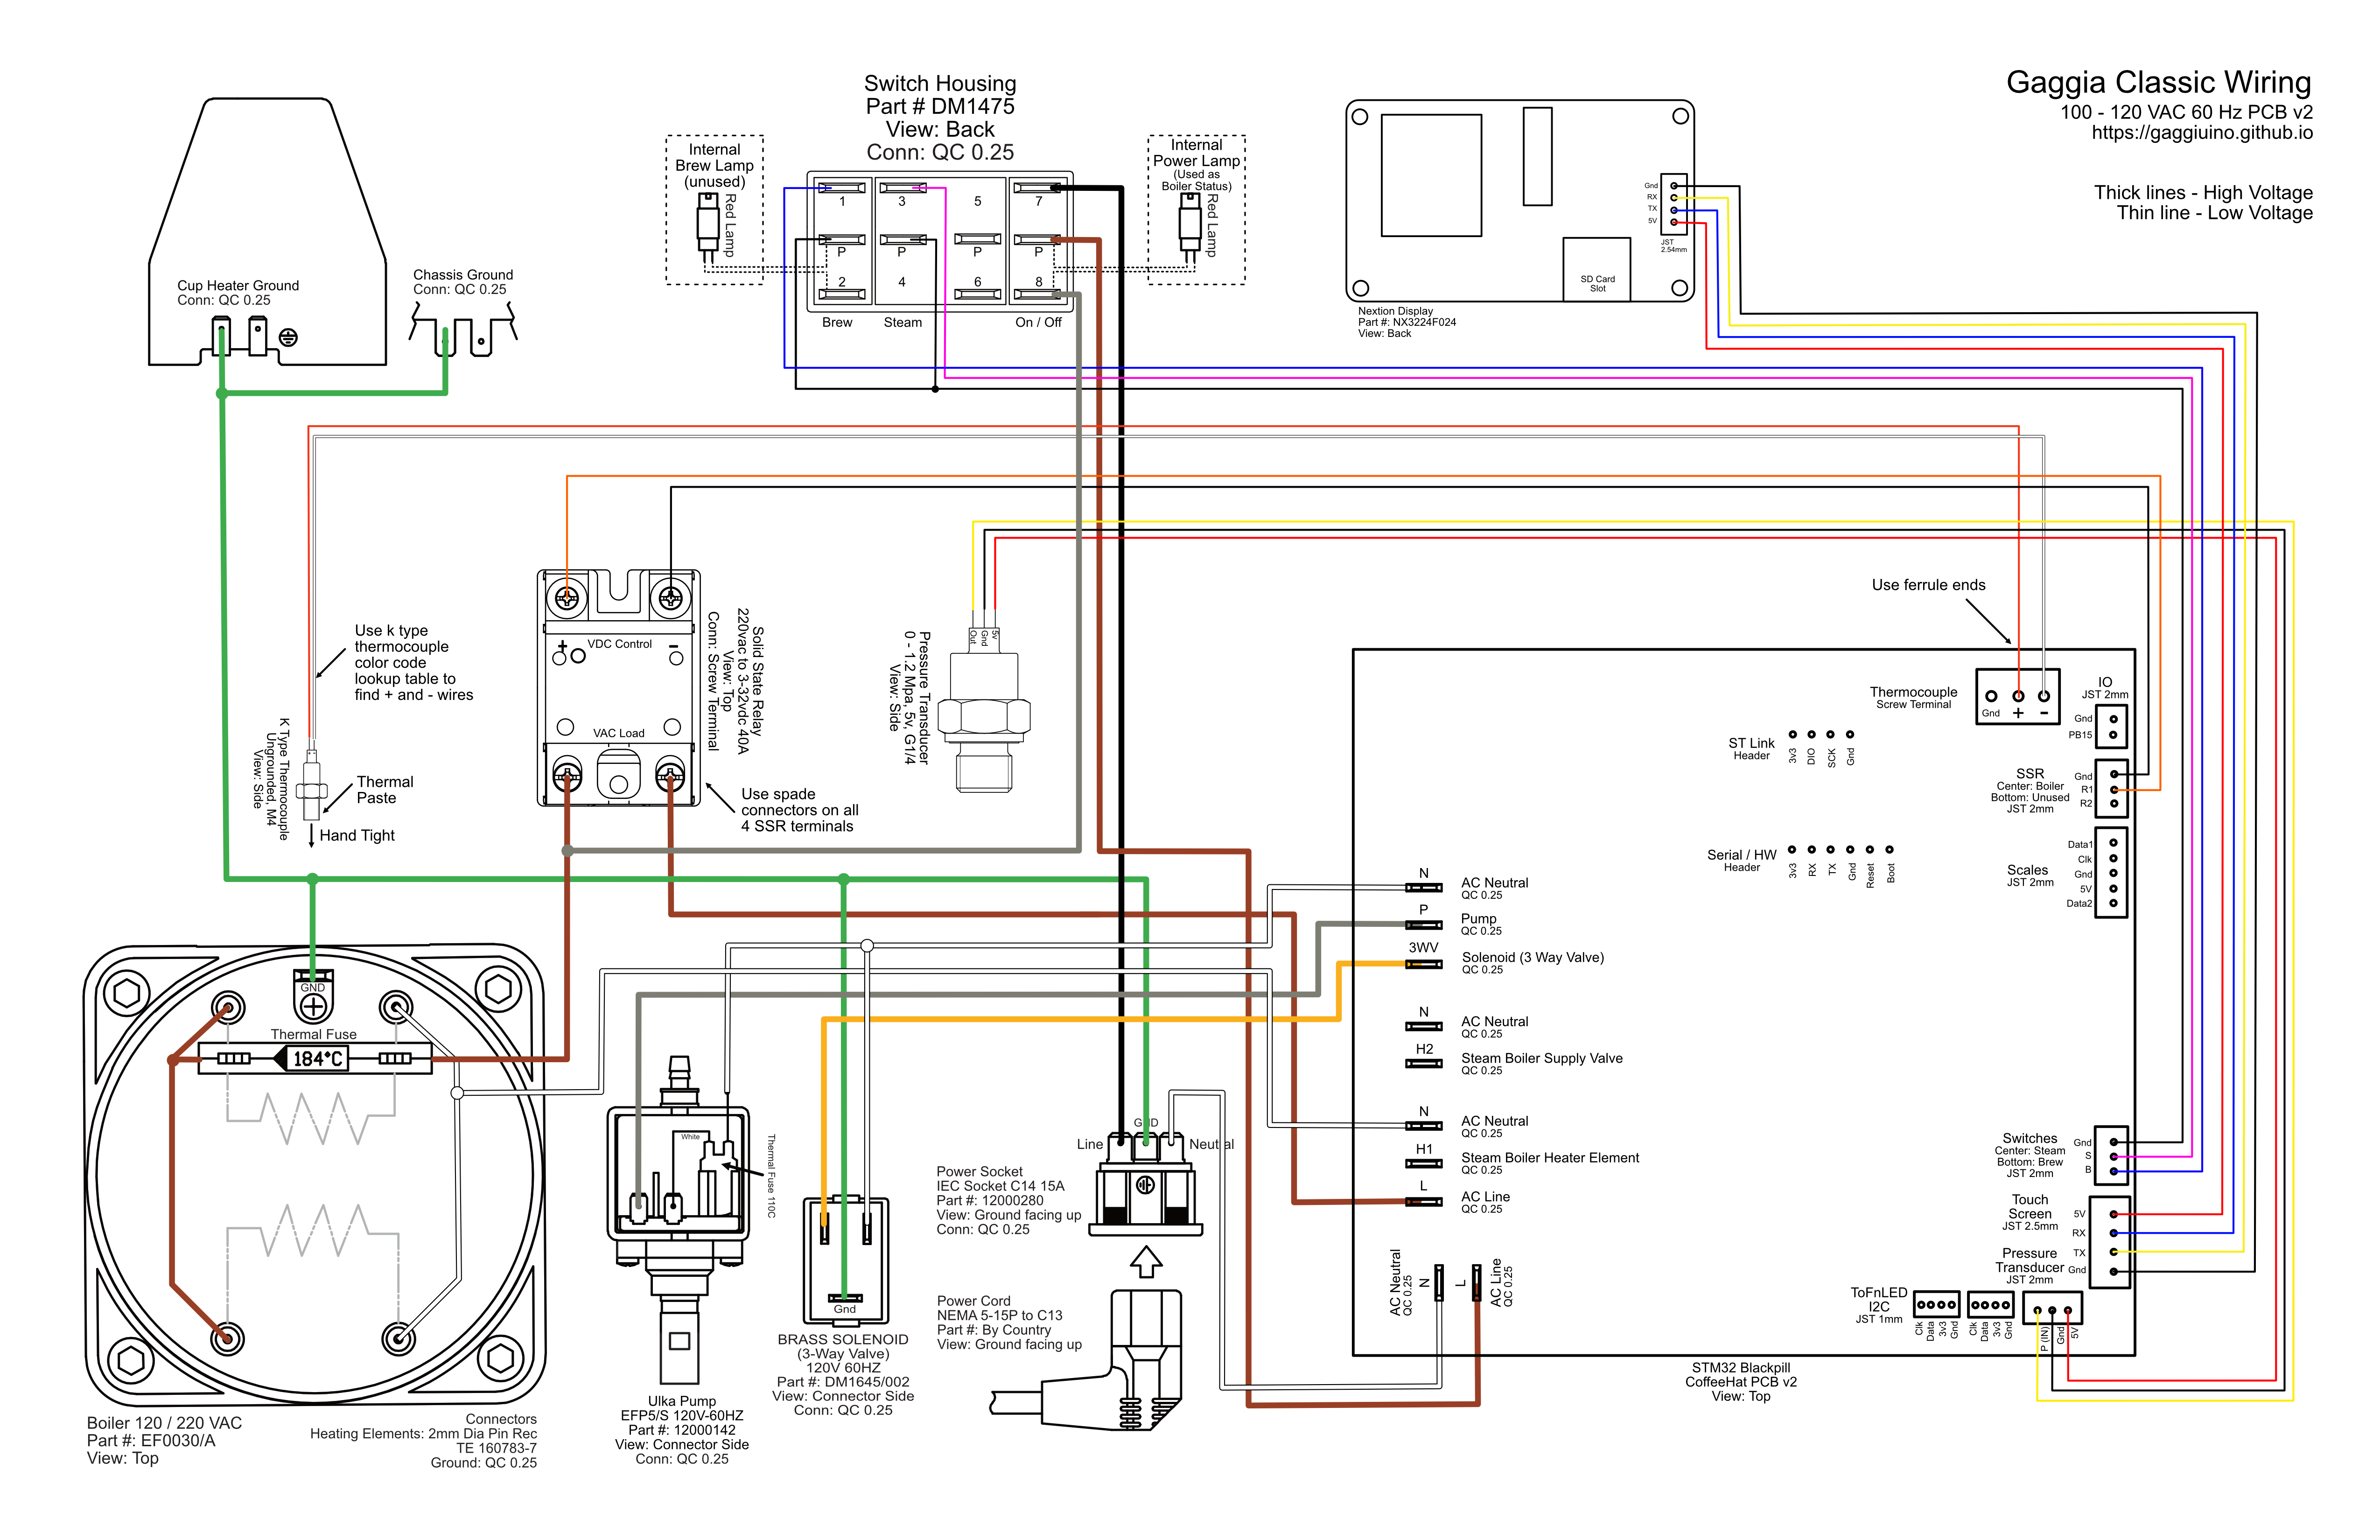 Gaggia Classic Wiring
100 - 120 VAC 60 Hz PCB v2
https://gaggiuino.github.io
Thick lines - High Voltage
Thin line - Low Voltage
Switch Housing
Part # DM1475
View: Back
Conn: QC 0.25
Internal
Brew Lamp
(unused)
Red Lamp
Internal
Power Lamp
(Used as
Boiler Status)
Red Lamp
1
3
5
7
P
P
P
P
2
4
6
8
Brew
Steam
On / Off
Gnd
RX
TX
5V
JST
2.54mm
SD Card
Slot
Nextion Display
Part #: NX3224F024
View: Back
Cup Heater Ground
Conn: QC 0.25
Chassis Ground
Conn: QC 0.25
Use k type
thermocouple
color code
lookup table to
find + and - wires
K Type Thermocouple
Ungrounded, M4
View: Side
Thermal
Paste
Hand Tight
+
VDC Control
-
VAC Load
Solid State Relay
220vac to 3-32vdc 40A
View: Top
Conn: Screw Terminal
Use spade
connectors on all
4 SSR terminals
Out
Gnd
5v
Pressure Transducer
0 - 1.2 Mpa, 5v, G1/4
View: Side
Use ferrule ends
Thermocouple
Screw Terminal
Gnd
+
-
IO
JST 2mm
Gnd
PB15
ST Link
Header
3v3
DIO
SCK
Gnd
SSR
Center: Boiler
Bottom: Unused
JST 2mm
Gnd
R1
R2
Serial / HW
Header
3v3
RX
TX
Gnd
Reset
Boot
Scales
JST 2mm
Data1
Clk
Gnd
5V
Data2
N
AC Neutral
QC 0.25
P
Pump
QC 0.25
3WV
Solenoid (3 Way Valve)
QC 0.25
N
AC Neutral
QC 0.25
H2
Steam Boiler Supply Valve
QC 0.25
N
AC Neutral
QC 0.25
H1
Steam Boiler Heater Element
QC 0.25
L
AC Line
QC 0.25
AC Neutral
QC 0.25
N
L
AC Line
QC 0.25
Switches
Center: Steam
Bottom: Brew
JST 2mm
Gnd
S
B
Touch
Screen
JST 2.5mm
5V
RX
TX
Gnd
Pressure
Transducer
JST 2mm
ToFnLED
I2C
JST 1mm
Clk
Data
3v3
Gnd
Clk
Data
3v3
Gnd
P (IN)
Gnd
5V
STM32 Blackpill
CoffeeHat PCB v2
View: Top
GND
Thermal Fuse
184°C
Boiler 120 / 220 VAC
Part #: EF0030/A
View: Top
Connectors
Heating Elements: 2mm Dia Pin Rec
TE 160783-7
Ground: QC 0.25
White
Thermal Fuse 110C
Ulka Pump
EFP5/S 120V-60HZ
Part #: 12000142
View: Connector Side
Conn: QC 0.25
Gnd
BRASS SOLENOID
(3-Way Valve)
120V 60HZ
Part #: DM1645/002
View: Connector Side
Conn: QC 0.25
Line
GND
Neutral
Power Socket
IEC Socket C14 15A
Part #: 12000280
View: Ground facing up
Conn: QC 0.25
Power Cord
NEMA 5-15P to C13
Part #: By Country
View: Ground facing up